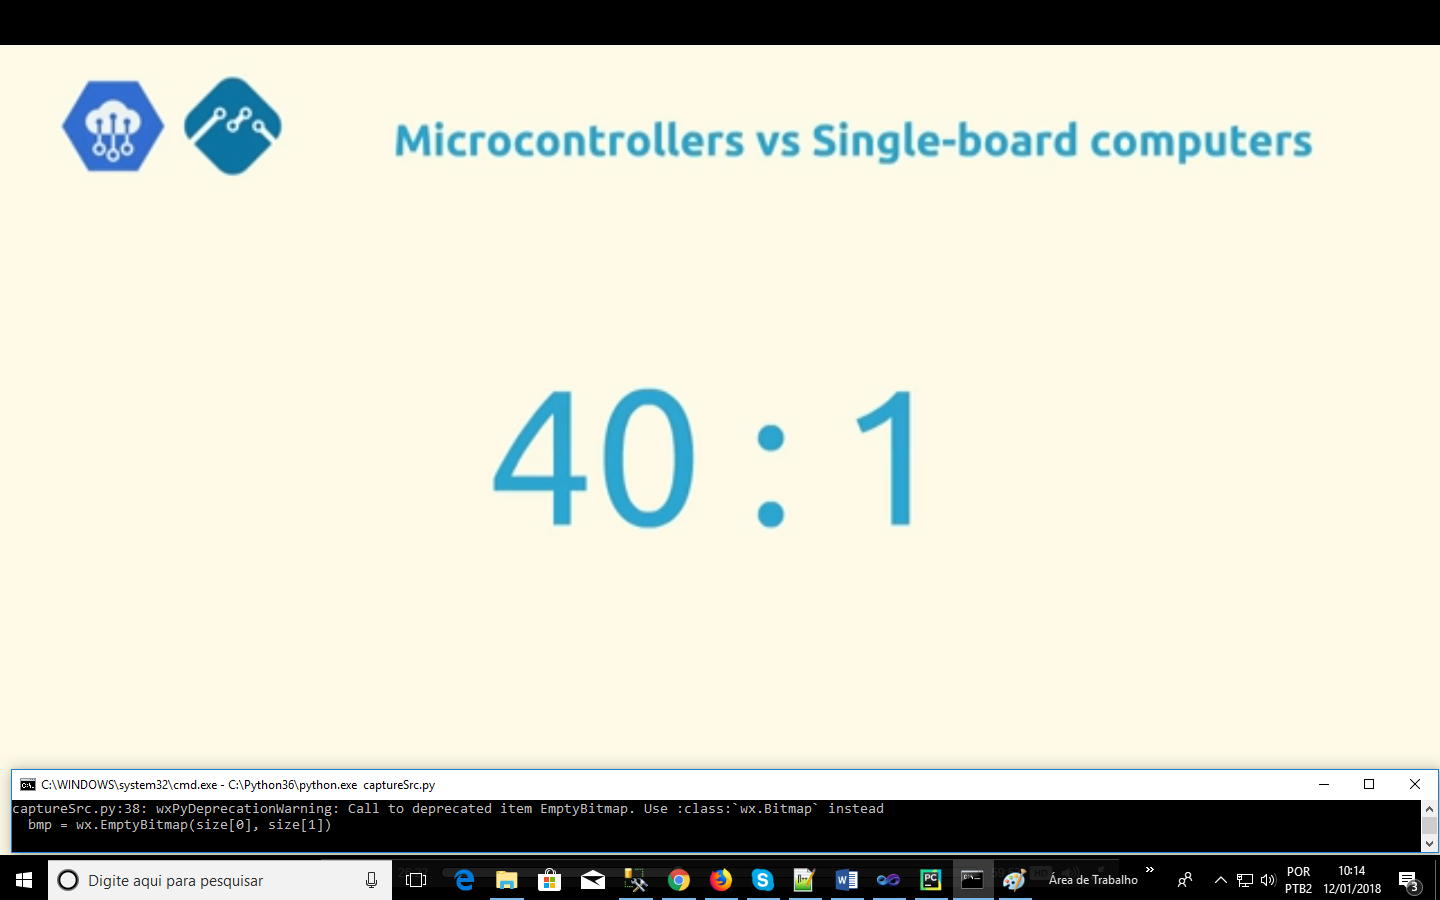 Microcontrollers vs Single-board computers
40 : 1
C:\WINDOWS\system32\cmd.exe - C:\Python36\python.exe  captureSrc.py
captureSrc.py:38: wxPyDeprecationWarning: Call to deprecated item EmptyBitmap. Use :class:`wx.Bitmap` instead
  bmp = wx.EmptyBitmap(size[0], size[1])
Digite aqui para pesquisar
Área de Trabalho
POR
PTB2
10:14
12/01/2018
3